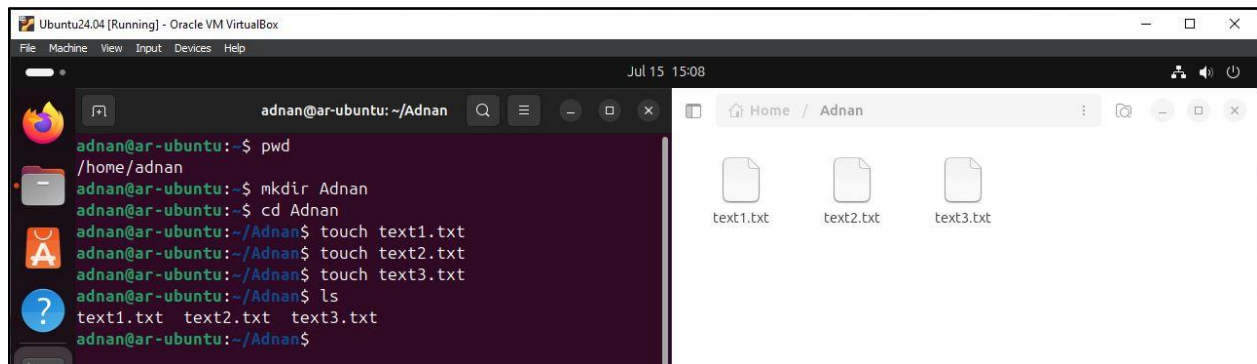 Ubuntu24.04 [Running] - Oracle VM VirtualBox
File Machine View Input Devices Help
Jul 15 15:08
adnan@ar-ubuntu: ~/Adnan
adnan@ar-ubuntu:~$ pwd
/home/adnan
adnan@ar-ubuntu:~$ mkdir Adnan
adnan@ar-ubuntu:~$ cd Adnan
adnan@ar-ubuntu:~/Adnan$ touch text1.txt
adnan@ar-ubuntu:~/Adnan$ touch text2.txt
adnan@ar-ubuntu:~/Adnan$ touch text3.txt
adnan@ar-ubuntu:~/Adnan$ ls
text1.txt text2.txt text3.txt
adnan@ar-ubuntu:~/Adnan$
Home / Adnan
text1.txt text2.txt text3.txt